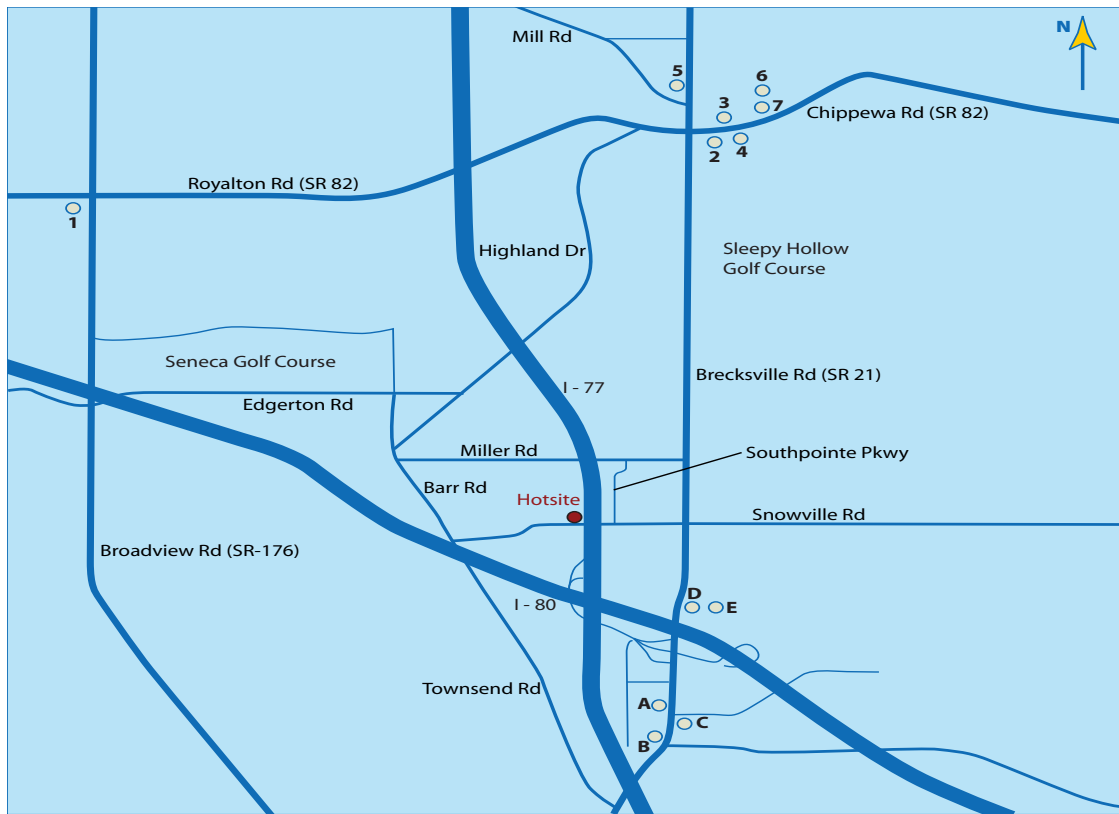 N
Mill Rd
5
6
7
3
Chippewa Rd (SR 82)
2
4
Royalton Rd (SR 82)
1
Highland Dr
Sleepy Hollow
Golf Course
Seneca Golf Course
I - 77
Brecksville Rd (SR 21)
Edgerton Rd
Miller Rd
Southpointe Pkwy
Barr Rd
Hotsite
Snowville Rd
Broadview Rd (SR-176)
I - 80
D
E
Townsend Rd
A
C
B